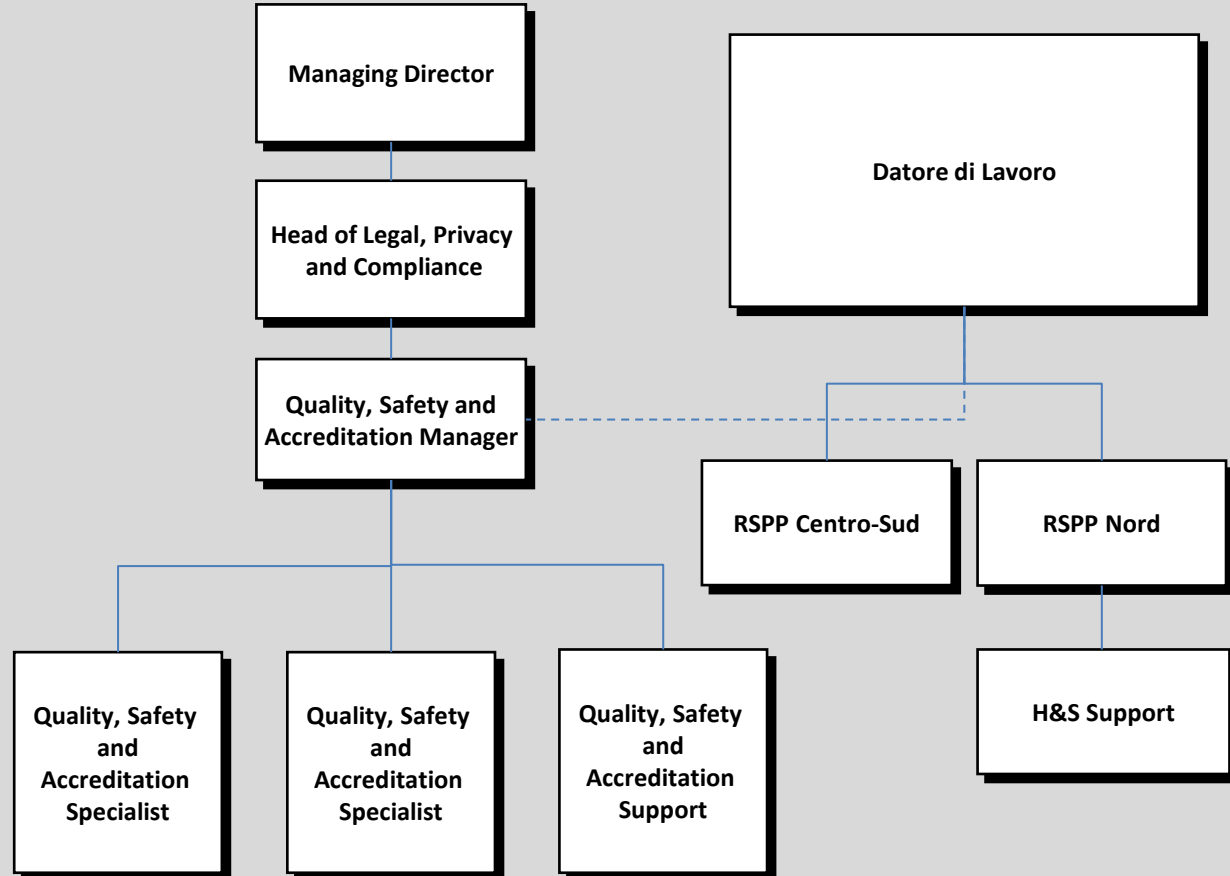 Managing Director
Datore di Lavoro
Head of Legal, Privacy
and Compliance
Quality, Safety and
Accreditation Manager
RSPP Centro-Sud
RSPP Nord
Quality, Safety
and
Accreditation
Specialist
Quality, Safety
and
Accreditation
Specialist
Quality, Safety
and
Accreditation
Support
H&S Support